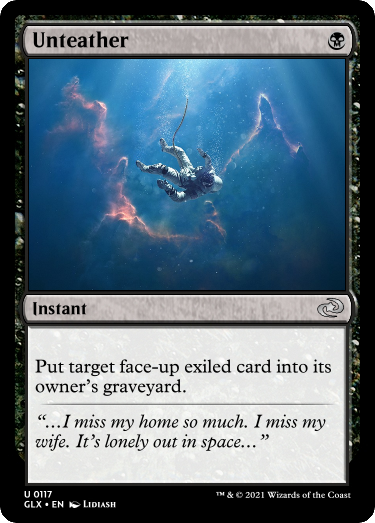 Unteather
Instant
Put target face-up exiled card into its
owner's graveyard.
"…I miss my home so much. I miss my
wife. It's lonely out in space…"
U 0117
GLX • EN Lidiash
™ & © 2021 Wizards of the Coast